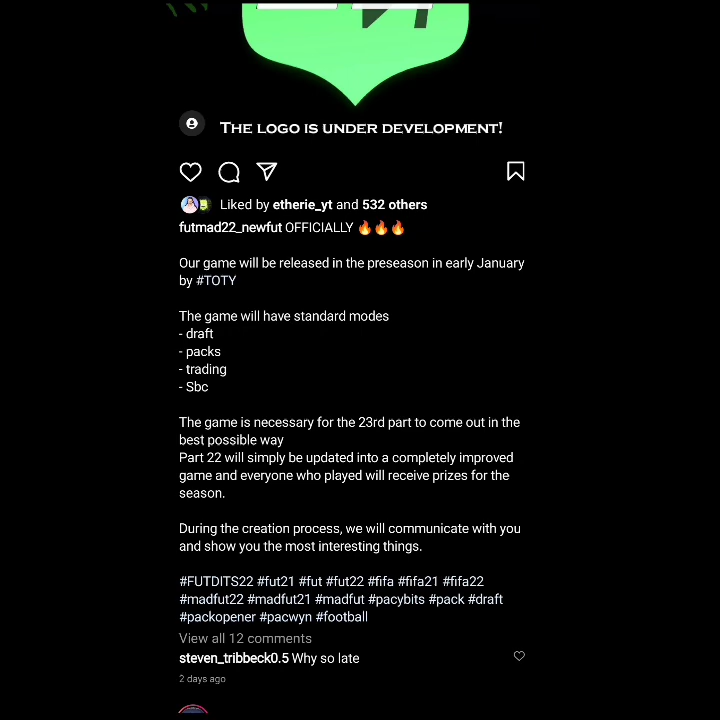 THE LOGO IS UNDER DEVELOPMENT!
Liked by etherie_yt and 532 others
futmad22_newfut OFFICIALLY 🔥🔥🔥
Our game will be released in the preseason in early January
by #TOTY
The game will have standard modes
- draft
- packs
- trading
- Sbc
The game is necessary for the 23rd part to come out in the
best possible way
Part 22 will simply be updated into a completely improved
game and everyone who played will receive prizes for the
season.
During the creation process, we will communicate with you
and show you the most interesting things.
#FUTDITS22 #fut21 #fut #fut22 #fifa #fifa21 #fifa22
#madfut22 #madfut21 #madfut #pacybits #pack #draft
#packopener #pacwyn #football
View all 12 comments
steven_tribbeck0.5 Why so late
2 days ago